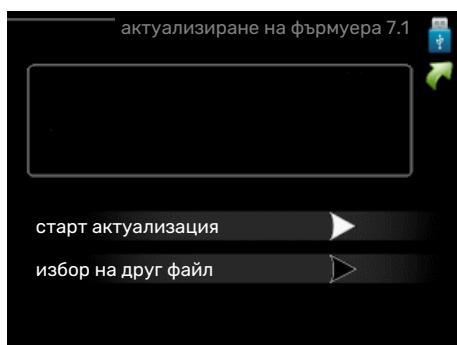 актуализиране на фърмуера 7.1
старт актуализация
избор на друг файл